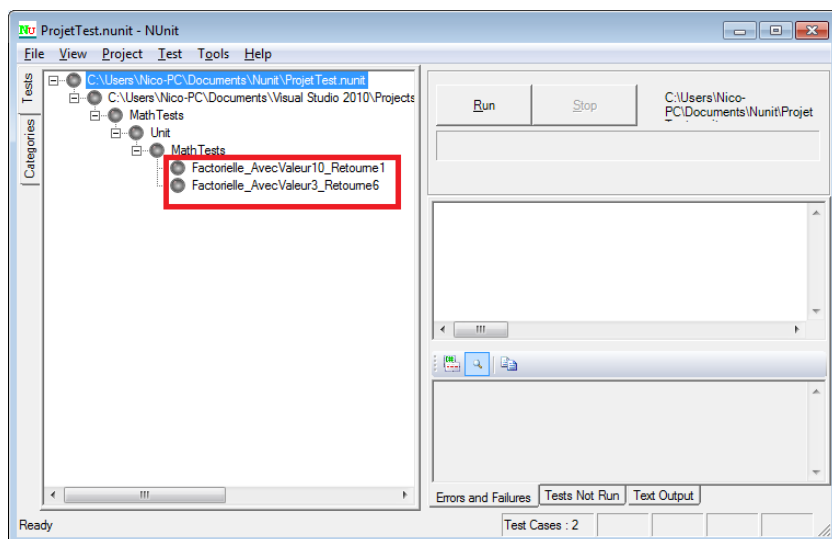 NU ProjetTest.nunit - NUnit
File View Project Test Tools Help
Tests
Categories
C:\Users\Nico-PC\Documents\Nunit\ProjetTest.nunit
C:\Users\Nico-PC\Documents\Visual Studio 2010\Projects
MathTests
Unit
MathTests
Factorielle_AvecValeur10_Retourne1
Factorielle_AvecValeur3_Retourne6
Run
Stop
C:\Users\Nico-
PC\Documents\Nunit\Projet
Errors and Failures Tests Not Run Text Output
Ready
Test Cases : 2